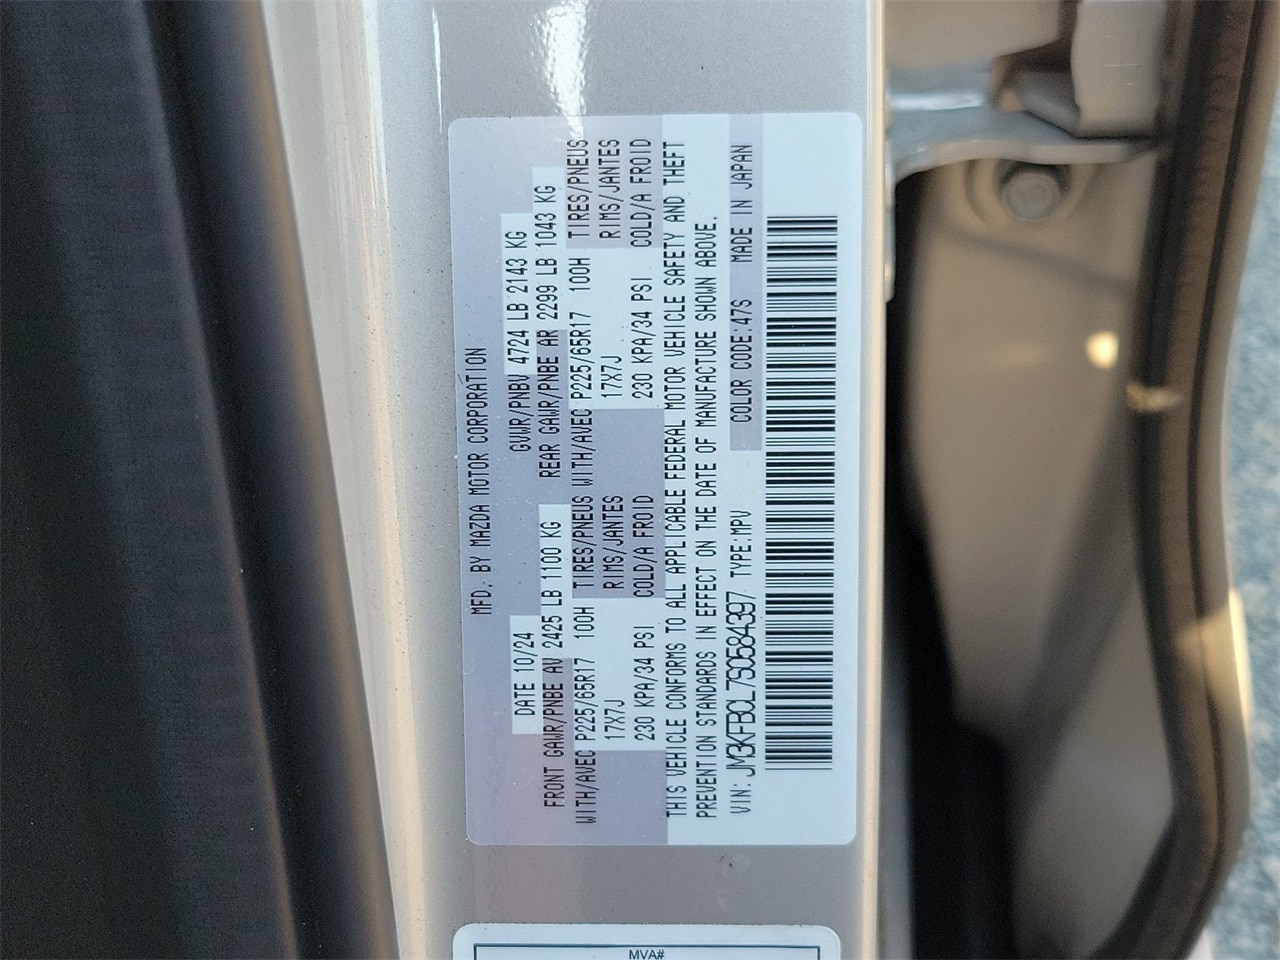 MFD. BY MAZDA MOTOR CORPORATION
DATE 10/24 GVWR/PNBV 4724 LB 2143 KG
FRONT GAWR/PNBE AV 2425 LB 1100 KG REAR GAWR/PNBE AR 2299 LB 1043 KG
WITH/AVEC P225/65R17 100H TIRES/PNEUS WITH/AVEC P225/65R17 100H TIRES/PNEUS
17X7J RIMS/JANTES 17X7J RIMS/JANTES
230 KPA/34 PSI COLD/A FROID 230 KPA/34 PSI COLD/A FROID
THIS VEHICLE CONFORMS TO ALL APPLICABLE FEDERAL MOTOR VEHICLE SAFETY AND THEFT
PREVENTION STANDARDS IN EFFECT ON THE DATE OF MANUFACTURE SHOWN ABOVE.
VIN: JM3KFBCL7S0584397 TYPE:MPV COLOR CODE:47S MADE IN JAPAN
MVA#